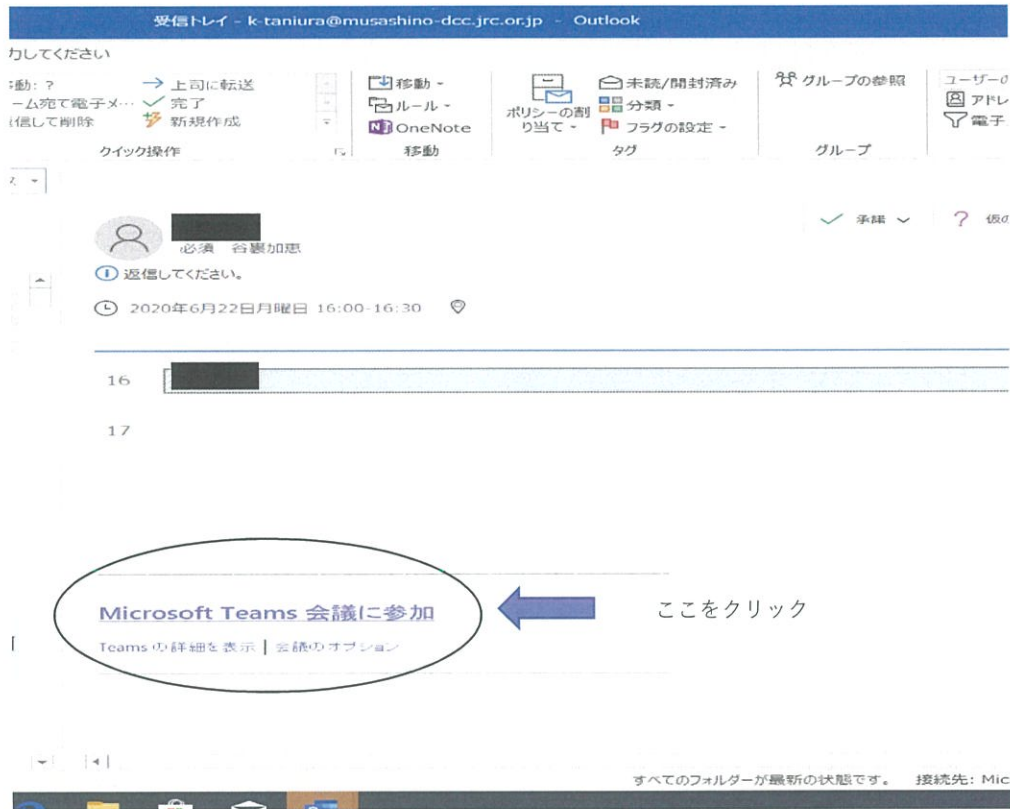 受信トレイ - k-taniura@musashino-dcc.jrc.or.jp - Outlook
力してください
移動: ?
→ 上司に転送
ーム宛て電子メ…
完了
信して削除
新規作成
クイック操作
移動
ルール
OneNote
移動
ポリシーの割り当て
未読/開封済み
分類
フラグの設定
タグ
グループの参照
グループ
ユーザーの
アドレ
電子
ス
承諾
? 仮の
必須 谷裏加恵
返信してください。
2020年6月22日月曜日 16:00-16:30
16
17
Microsoft Teams 会議に参加
ここをクリック
Teams の詳細を表示 | 会議のオプション
すべてのフォルダーが最新の状態です。 接続先: Mic